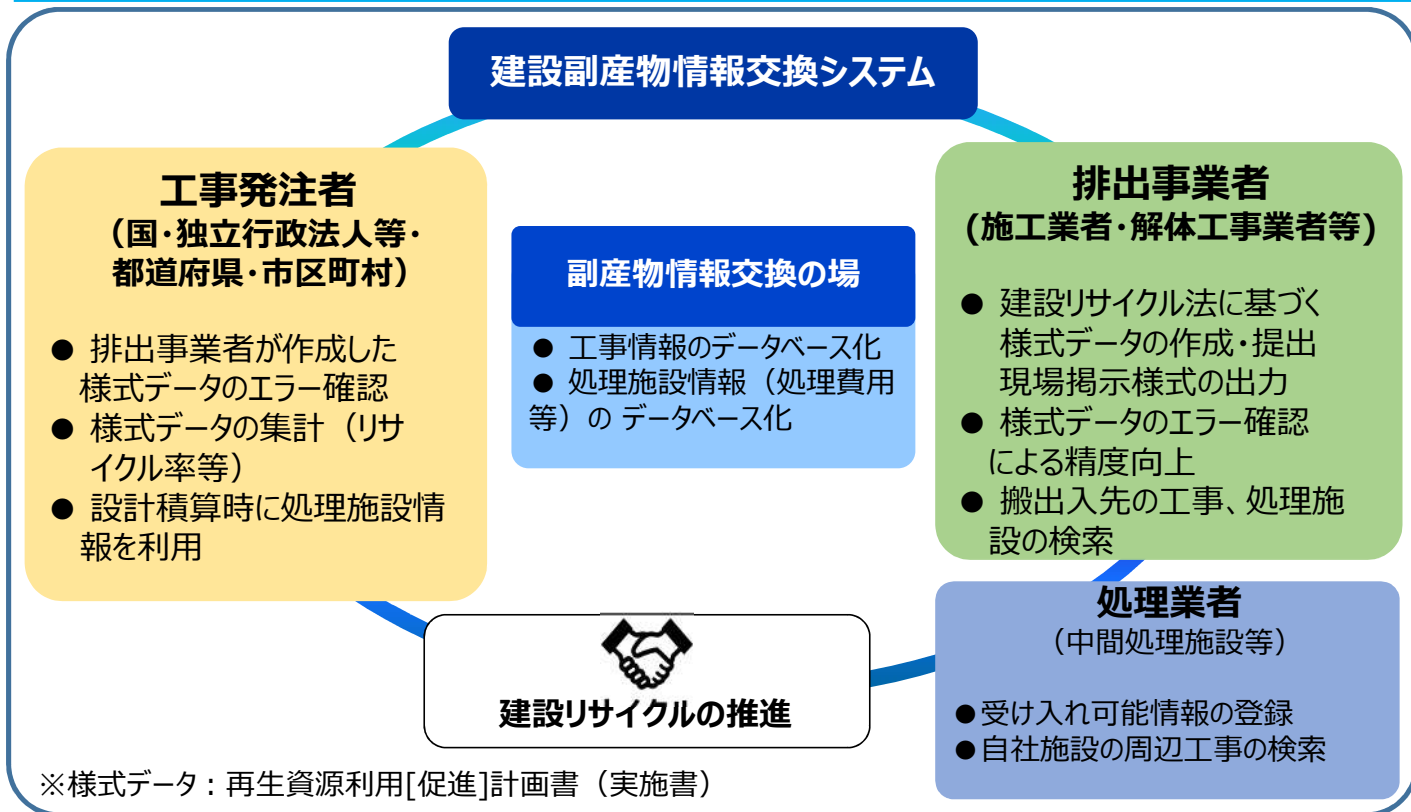 建設副産物情報交換システム
工事発注者
（国・独立行政法人等・
都道府県・市区町村）
● 排出事業者が作成した
様式データのエラー確認
● 様式データの集計（リサ
イクル率等）
● 設計積算時に処理施設情
報を利用
副産物情報交換の場
● 工事情報のデータベース化
● 処理施設情報（処理費用
等）の データベース化
排出事業者
(施工業者・解体工事業者等)
● 建設リサイクル法に基づく
様式データの作成・提出
現場掲示様式の出力
● 様式データのエラー確認
による精度向上
● 搬出入先の工事、処理施
設の検索
処理業者
（中間処理施設等）
●受け入れ可能情報の登録
●自社施設の周辺工事の検索
建設リサイクルの推進
※様式データ：再生資源利用[促進]計画書（実施書）